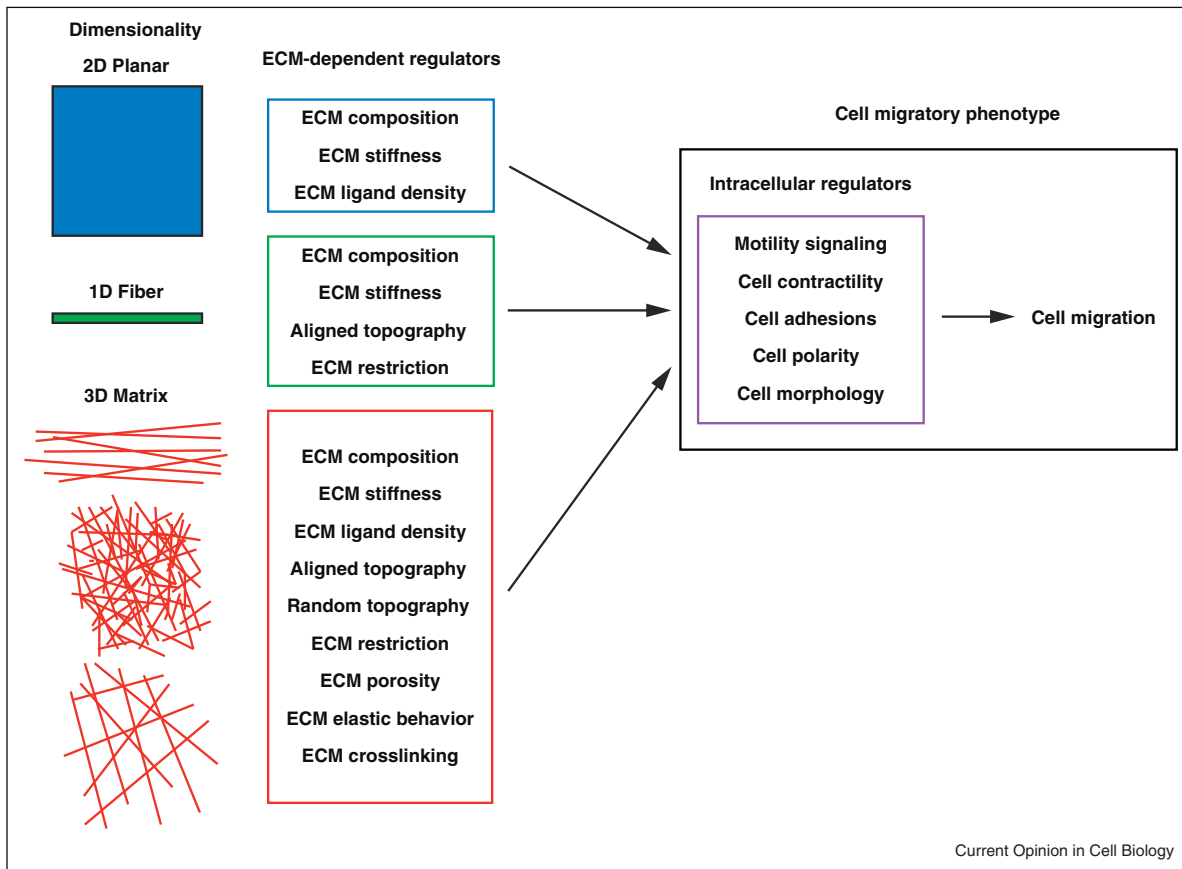 Dimensionality
2D Planar
1D Fiber
3D Matrix
ECM-dependent regulators
ECM composition
ECM stiffness
ECM ligand density
ECM composition
ECM stiffness
Aligned topography
ECM restriction
ECM composition
ECM stiffness
ECM ligand density
Aligned topography
Random topography
ECM restriction
ECM porosity
ECM elastic behavior
ECM crosslinking
Cell migratory phenotype
Intracellular regulators
Motility signaling
Cell contractility
Cell adhesions
Cell polarity
Cell morphology
Cell migration
Current Opinion in Cell Biology